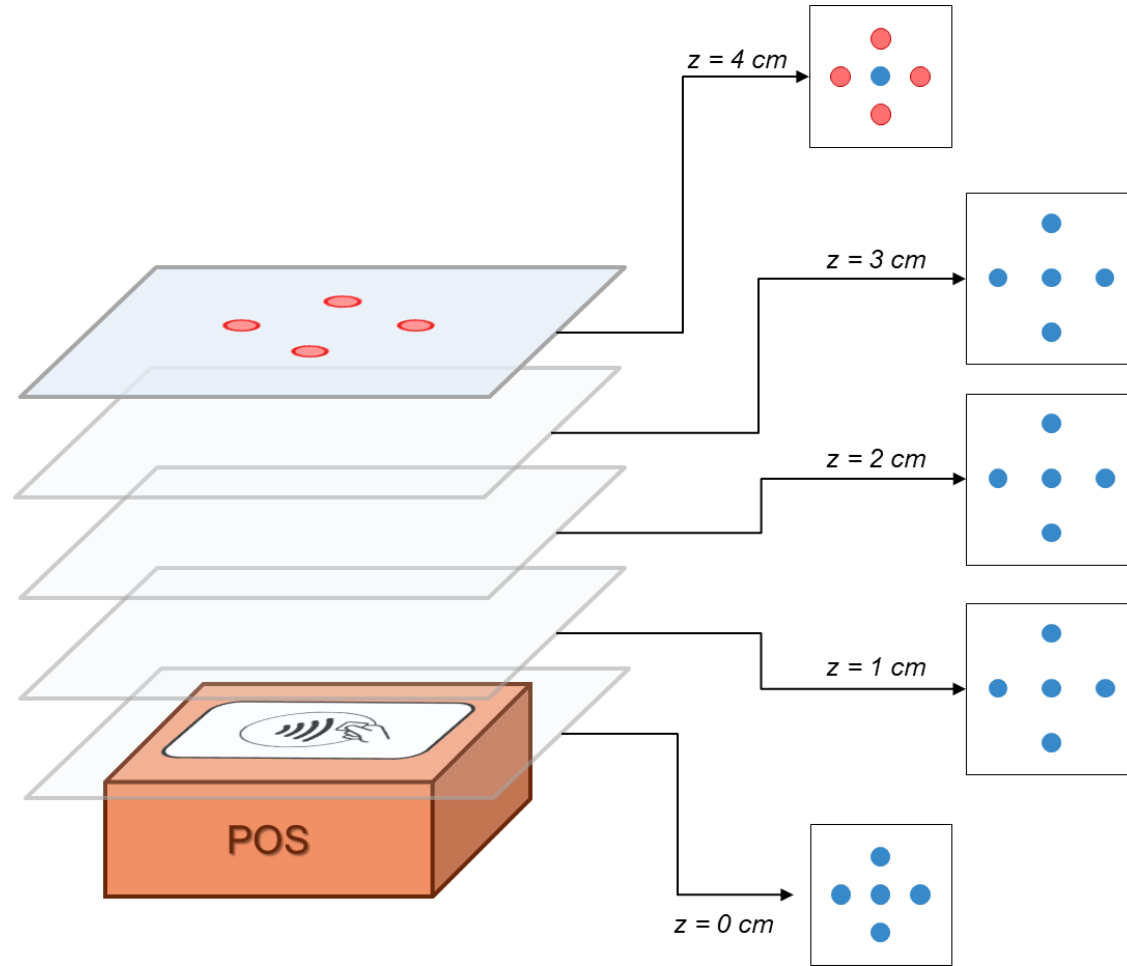 z = 4 cm
z = 3 cm
z = 2 cm
z = 1 cm
POS
z = 0 cm